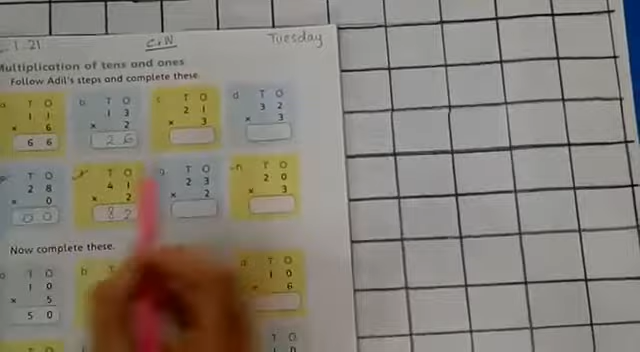 .1.21 C.W Tuesday
Multiplication of tens and ones
Follow Adil's steps and complete these.
a T O b T O c T O d T O
1 1 1 3 2 1 3 2
× 6 × 2 × 3 × 3
6 6 2 6
T O T O g T O h T O
2 8 4 1 2 3 2 0
× 0 × 2 × 2 × 3
0 0 8 2
Now complete these.
a T O b T d T O
1 0 1 0
× 5 × 6
5 0
T O